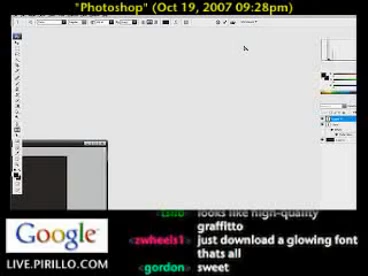 "Photoshop" (Oct 19, 2007 09:28pm)
looks like high-quality
graffitto
<zwheels1> just download a glowing font
thats all
<gordon> sweet
Google
LIVE.PIRILLO.COM